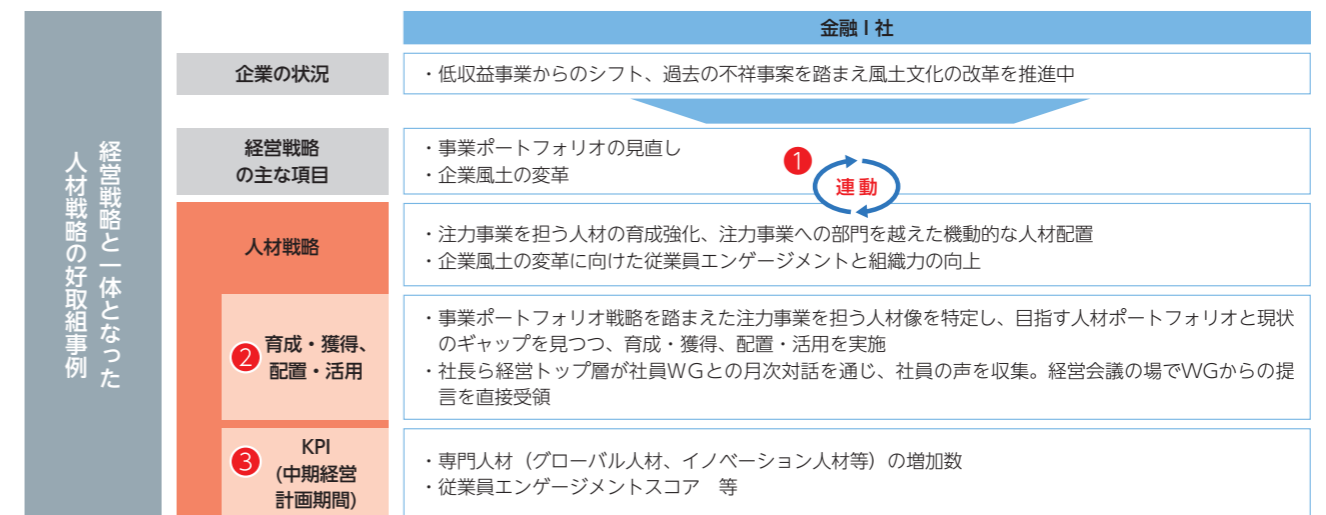 経営戦略と一体となった
人材戦略の好取組事例
金融I社
企業の状況
・低収益事業からのシフト、過去の不祥事案を踏まえ風土文化の改革を推進中
経営戦略
の主な項目
・事業ポートフォリオの見直し
・企業風土の変革
1
連動
人材戦略
・注力事業を担う人材の育成強化、注力事業への部門を越えた機動的な人材配置
・企業風土の変革に向けた従業員エンゲージメントと組織力の向上
2
育成・獲得、
配置・活用
・事業ポートフォリオ戦略を踏まえた注力事業を担う人材像を特定し、目指す人材ポートフォリオと現状
のギャップを見つつ、育成・獲得、配置・活用を実施
・社長ら経営トップ層が社員WGとの月次対話を通じ、社員の声を収集。経営会議の場でWGからの提
言を直接受領
3
KPI
(中期経営
計画期間)
・専門人材（グローバル人材、イノベーション人材等）の増加数
・従業員エンゲージメントスコア　等